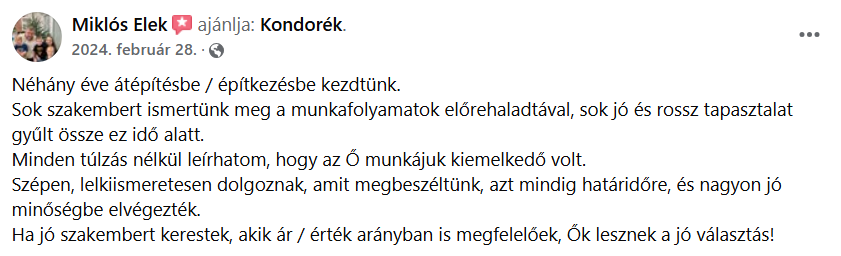 Miklós Elek ajánlja: Kondorék.
2024. február 28. ·
Néhány éve átépítésbe / építkezésbe kezdtünk.
Sok szakembert ismertünk meg a munkafolyamatok előrehaladtával, sok jó és rossz tapasztalat
gyűlt össze ez idő alatt.
Minden túlzás nélkül leírhatom, hogy az Ő munkájuk kiemelkedő volt.
Szépen, lelkiismeretesen dolgoznak, amit megbeszéltünk, azt mindig határidőre, és nagyon jó
minőségbe elvégezték.
Ha jó szakembert kerestek, akik ár / érték arányban is megfelelőek, Ők lesznek a jó választás!